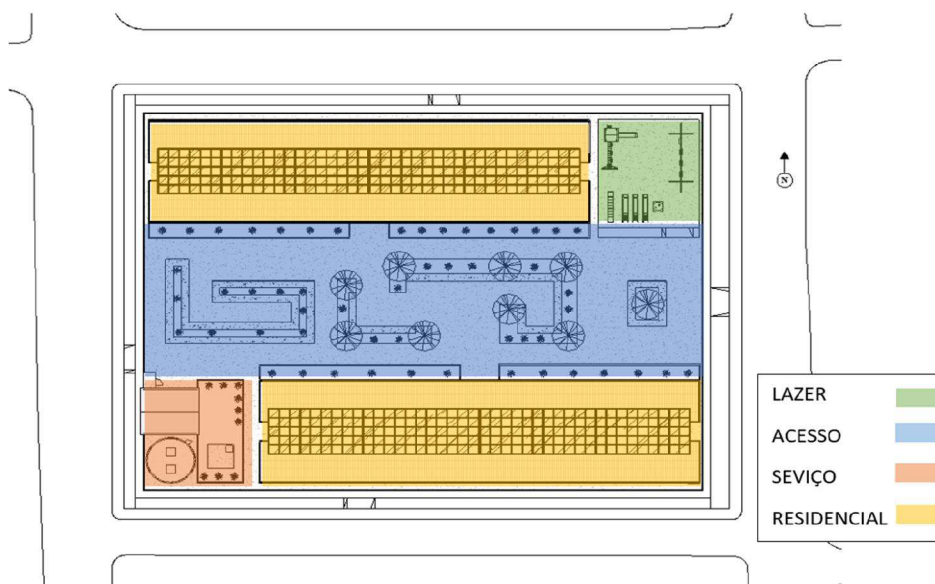 N
LAZER
ACESSO
SEVIÇO
RESIDENCIAL